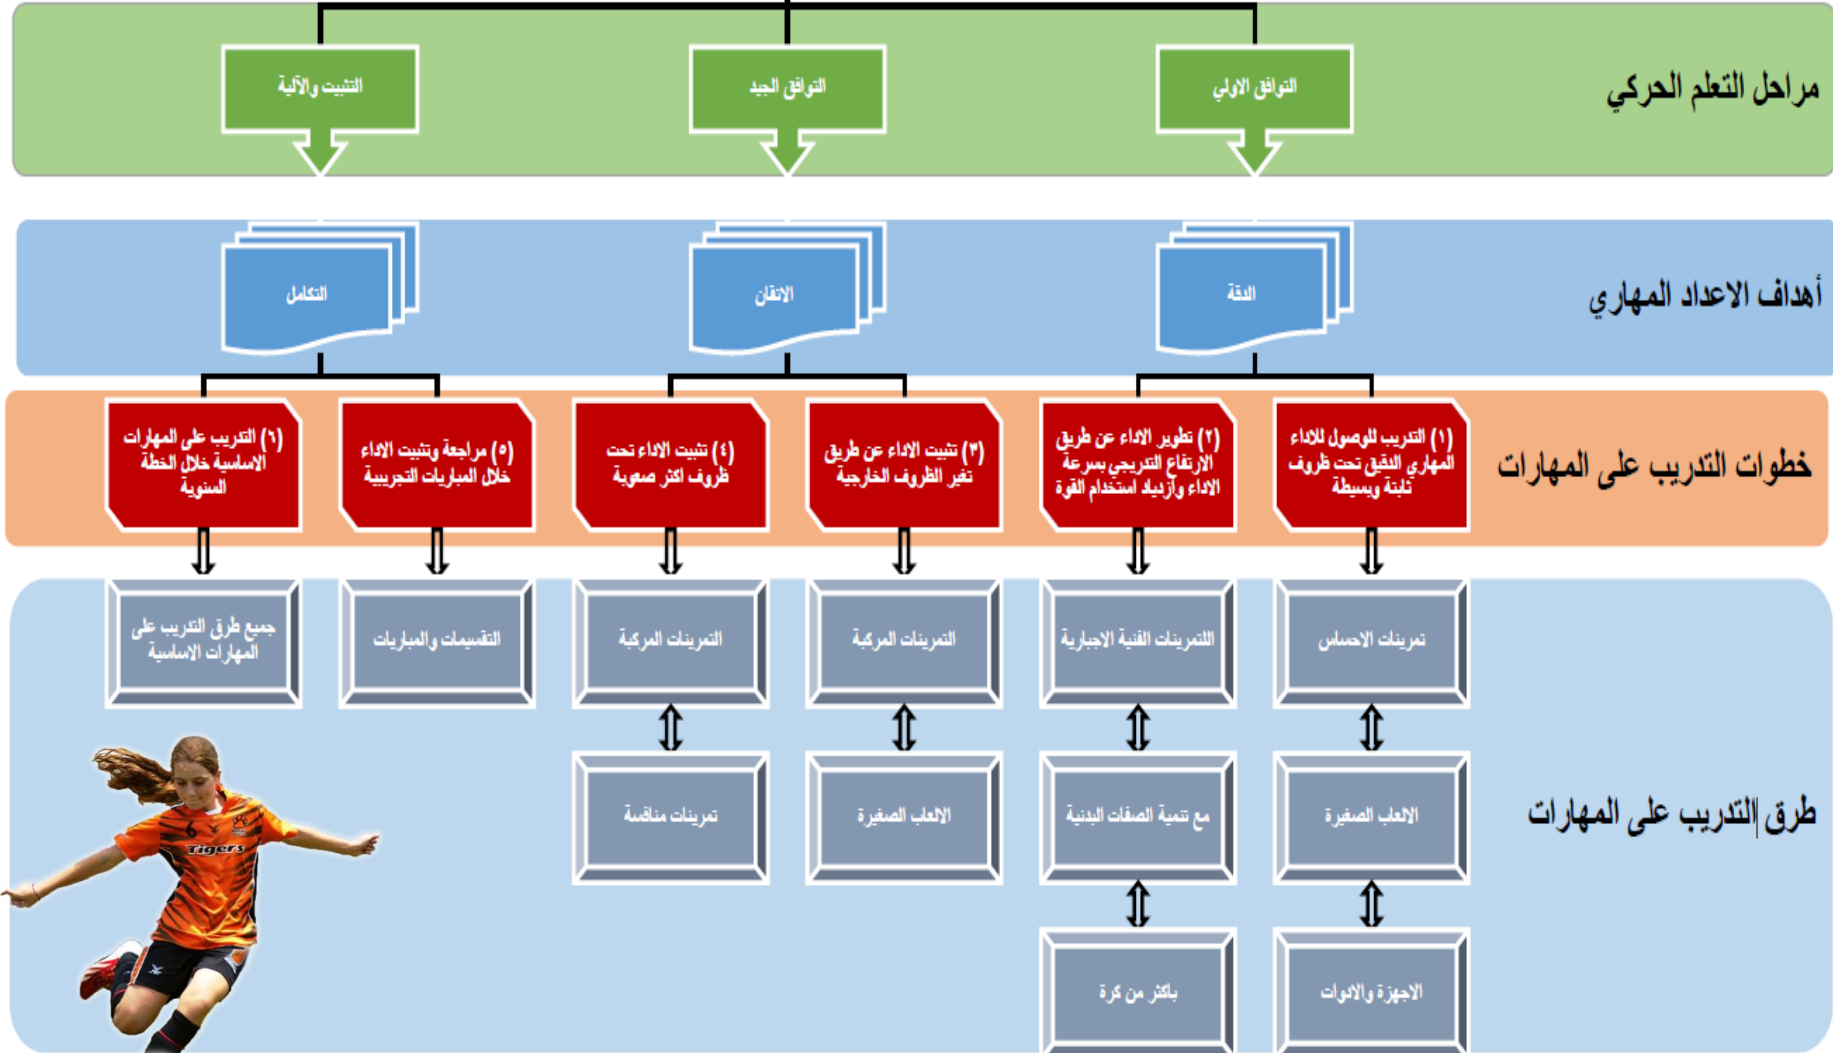 مراحل التعلم الحركي
التوافق الاولي
التوافق الجيد
التثبيت والآلية
أهداف الاعداد المهاري
الدقة
الاتقان
التكامل
خطوات التدريب على المهارات
(١) التدريب للوصول للاداء
المهاري الدقيق تحت ظروف
ثابتة وبسيطة
(٢) تطوير الاداء عن طريق
الارتفاع التدريجي بسرعة
الاداء وازدياد استخدام القوة
(٣) تثبيت الاداء عن طريق
تغير الظروف الخارجية
(٤) تثبيت الاداء تحت
ظروف اكثر صعوبة
(٥) مراجعة وتثبيت الاداء
خلال المباريات التجريبية
(٦) التدريب على المهارات
الاساسية خلال الخطة
السنوية
طرق التدريب على المهارات
تمرينات الاحساس
اللتمرينات الفنية الاجبارية
التمرينات المركبة
التمرينات المركبة
التقسيمات والمباريات
جميع طرق التدريب على
المهارات الاساسية
الالعاب الصغيرة
مع تنمية الصفات البدنية
الالعاب الصغيرة
تمرينات منافسة
الاجهزة والادوات
باكثر من كرة
6
Tigers